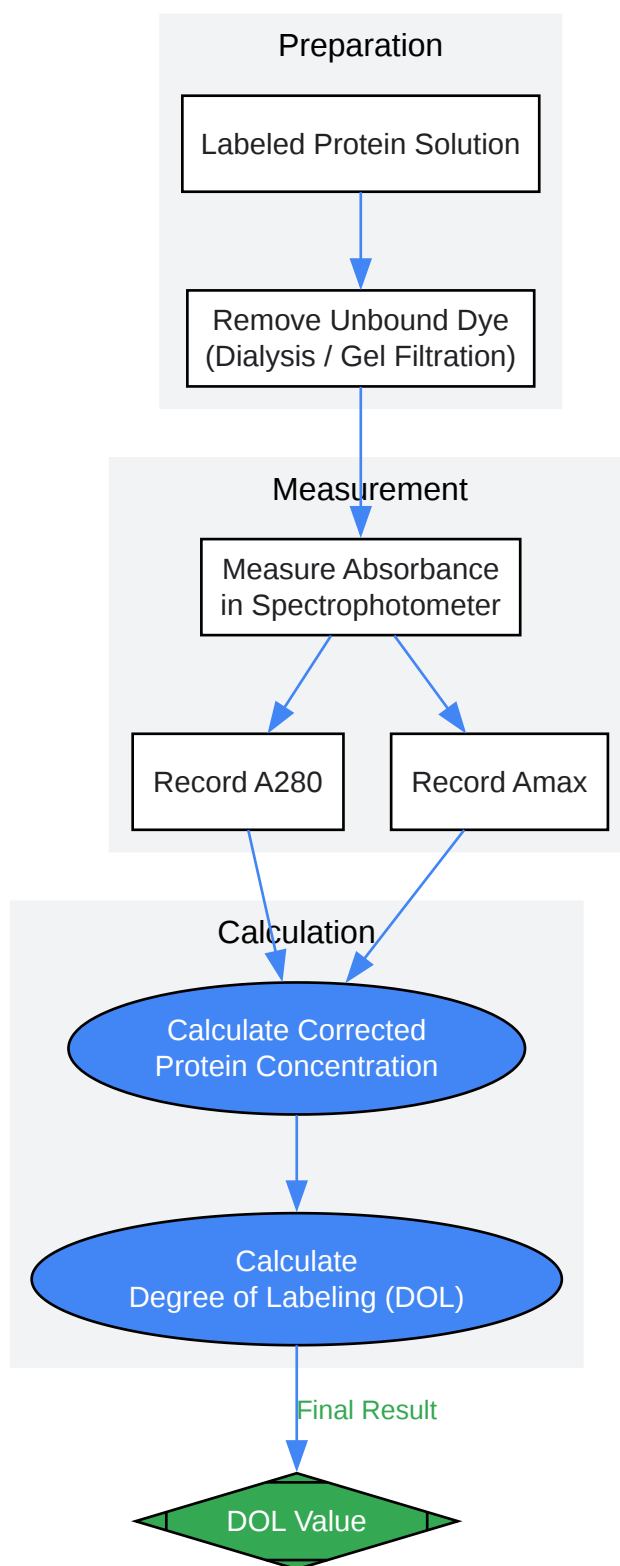 Preparation
Labeled Protein Solution
Remove Unbound Dye
(Dialysis / Gel Filtration)
Measurement
Measure Absorbance
in Spectrophotometer
Record A280
Record Amax
Calculation
Calculate Corrected
Protein Concentration
Calculate
Degree of Labeling (DOL)
Final Result
DOL Value